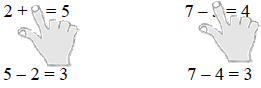 2 + = 5
7 – = 4
5 – 2 = 3
7 – 4 = 3